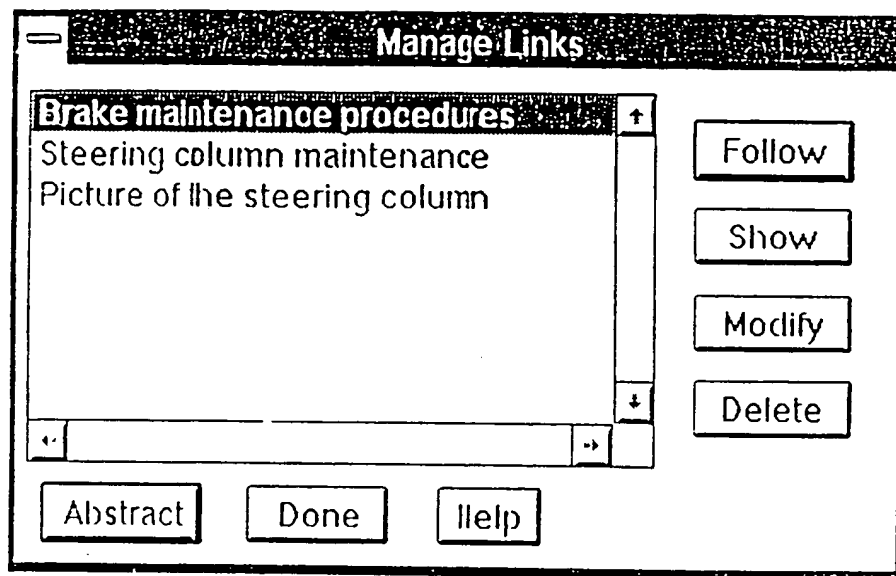 Manage Links
Brake maintenance procedures
Steering column maintenance
Picture of the steering column
Follow
Show
Modify
Delete
Abstract
Done
Help